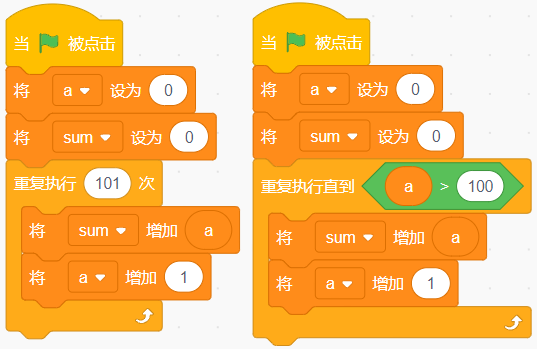 当 被点击
将 a 设为 0
将 sum 设为 0
重复执行 101 次
将 sum 增加 a
将 a 增加 1
当 被点击
将 a 设为 0
将 sum 设为 0
重复执行直到 a > 100
将 sum 增加 a
将 a 增加 1